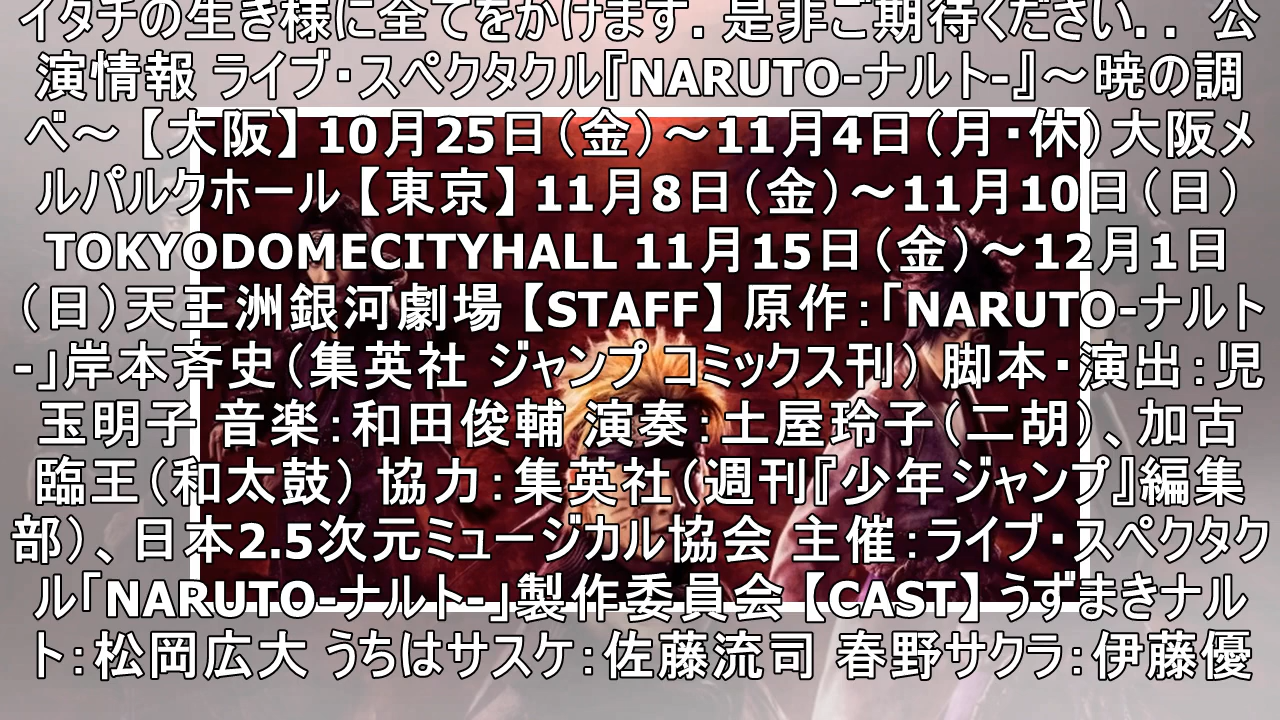 イタチの生き様に全てをかけます．是非ご期待ください．． 公
演情報 ライブ・スペクタクル『NARUTO-ナルト-』～暁の調
べ～【大阪】10月25日（金）～11月4日（月・休）大阪メ
ルパルクホール【東京】11月8日（金）～11月10日（日）
TOKYODOMECITYHALL 11月15日（金）～12月1日
（日）天王洲銀河劇場【STAFF】原作：「NARUTO-ナルト
-」岸本斉史（集英社 ジャンプ コミックス刊） 脚本・演出：児
玉明子 音楽：和田俊輔 演奏：土屋玲子（二胡）、加古
臨王（和太鼓） 協力：集英社（週刊『少年ジャンプ』編集
部）、日本2.5次元ミュージカル協会 主催：ライブ・スペクタク
ル「NARUTO-ナルト-」製作委員会【CAST】うずまきナル
ト：松岡広大 うちはサスケ：佐藤流司 春野サクラ：伊藤優